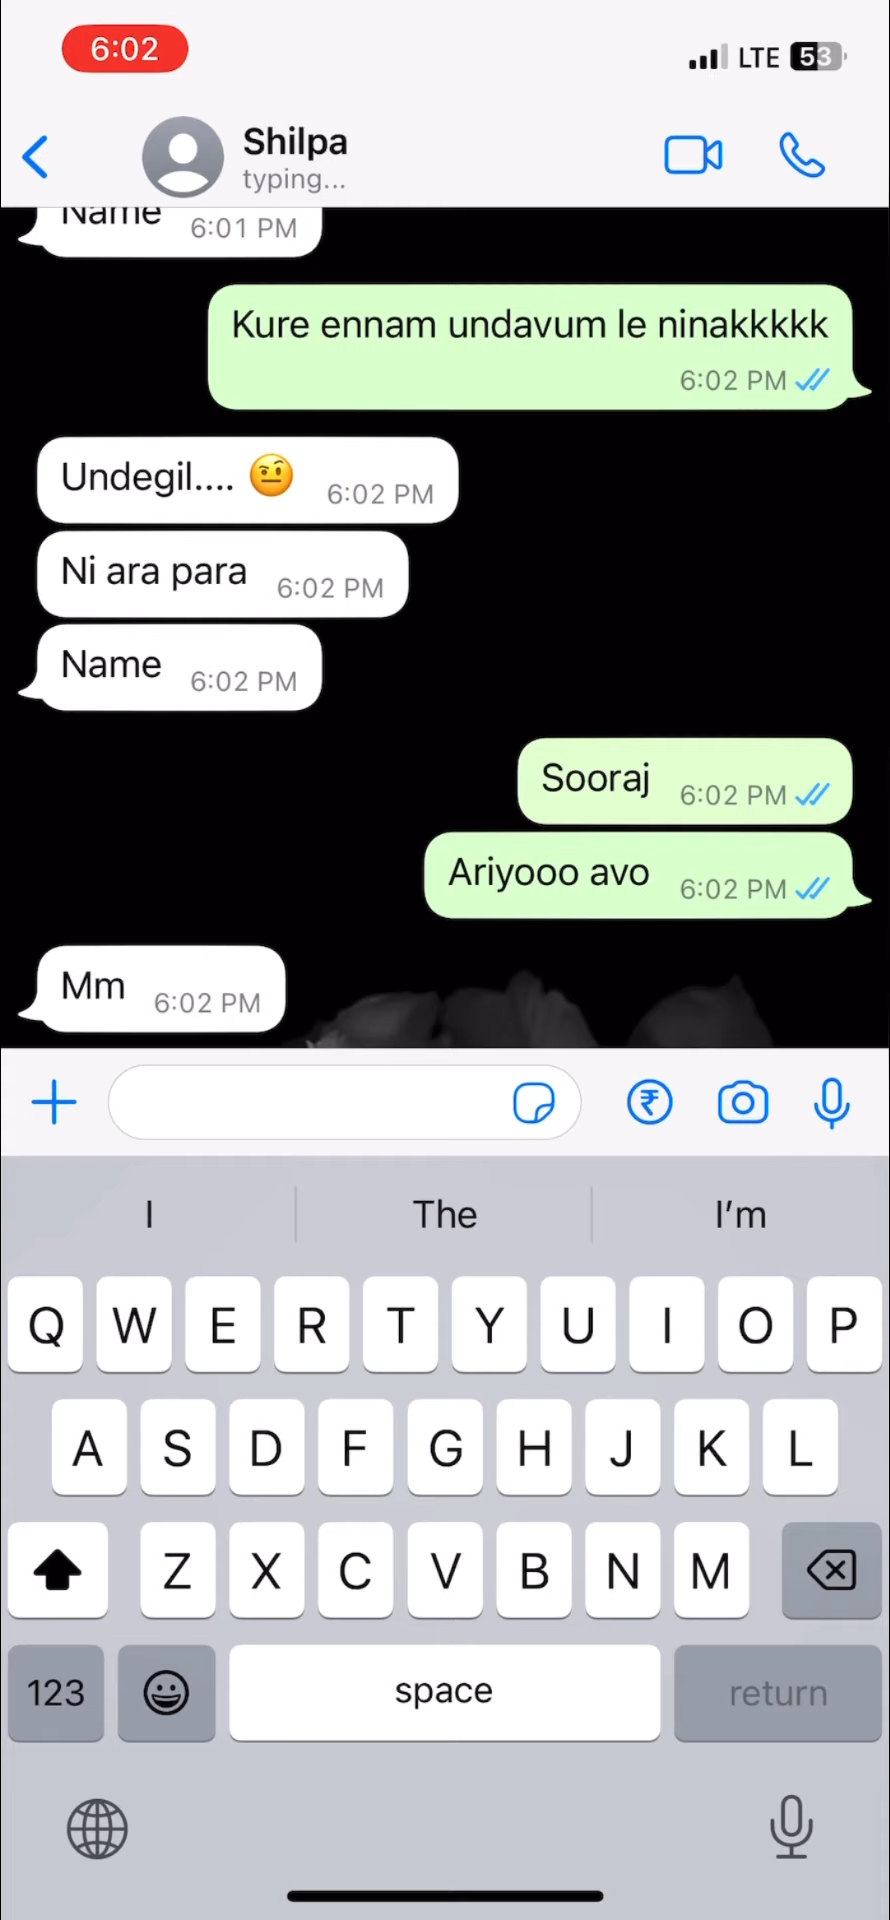 6:02
LTE 53
Shilpa
typing...
Name 6:01 PM
Kure ennam undavum le ninakkkkk
6:02 PM
Undegil.... 🤨 6:02 PM
Ni ara para 6:02 PM
Name 6:02 PM
Sooraj 6:02 PM
Ariyooo avo 6:02 PM
Mm 6:02 PM
₹
I The I'm
Q W E R T Y U I O P
A S D F G H J K L
Z X C V B N M
123 space return